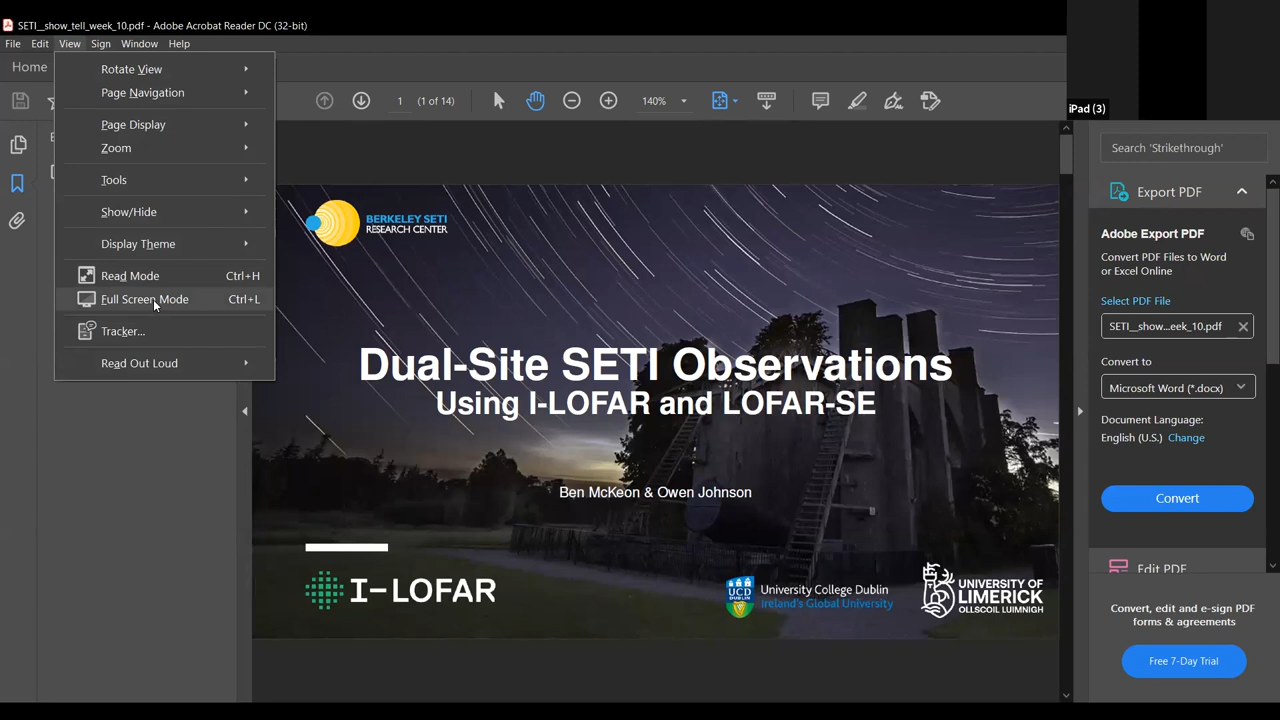 SETI__show_tell_week_10.pdf - Adobe Acrobat Reader DC (32-bit)
File Edit View Sign Window Help
Home
Rotate View
Page Navigation
Page Display
Zoom
Tools
Show/Hide
Display Theme
Read Mode Ctrl+H
Full Screen Mode Ctrl+L
Tracker...
Read Out Loud
1 (1 of 14) 140%
iPad (3)
BERKELEY SETI
RESEARCH CENTER
Dual-Site SETI Observations
Using I-LOFAR and LOFAR-SE
Ben McKeon & Owen Johnson
I-LOFAR
UCD
DUBLIN
University College Dublin
Ireland's Global University
UNIVERSITY OF
LIMERICK
OLLSCOIL LUIMNIGH
Search 'Strikethrough'
Export PDF
Adobe Export PDF
Convert PDF Files to Word
or Excel Online
Select PDF File
SETI__show...eek_10.pdf
Convert to
Microsoft Word (*.docx)
Document Language:
English (U.S.) Change
Convert
Edit PDF
Convert, edit and e-sign PDF
forms & agreements
Free 7-Day Trial